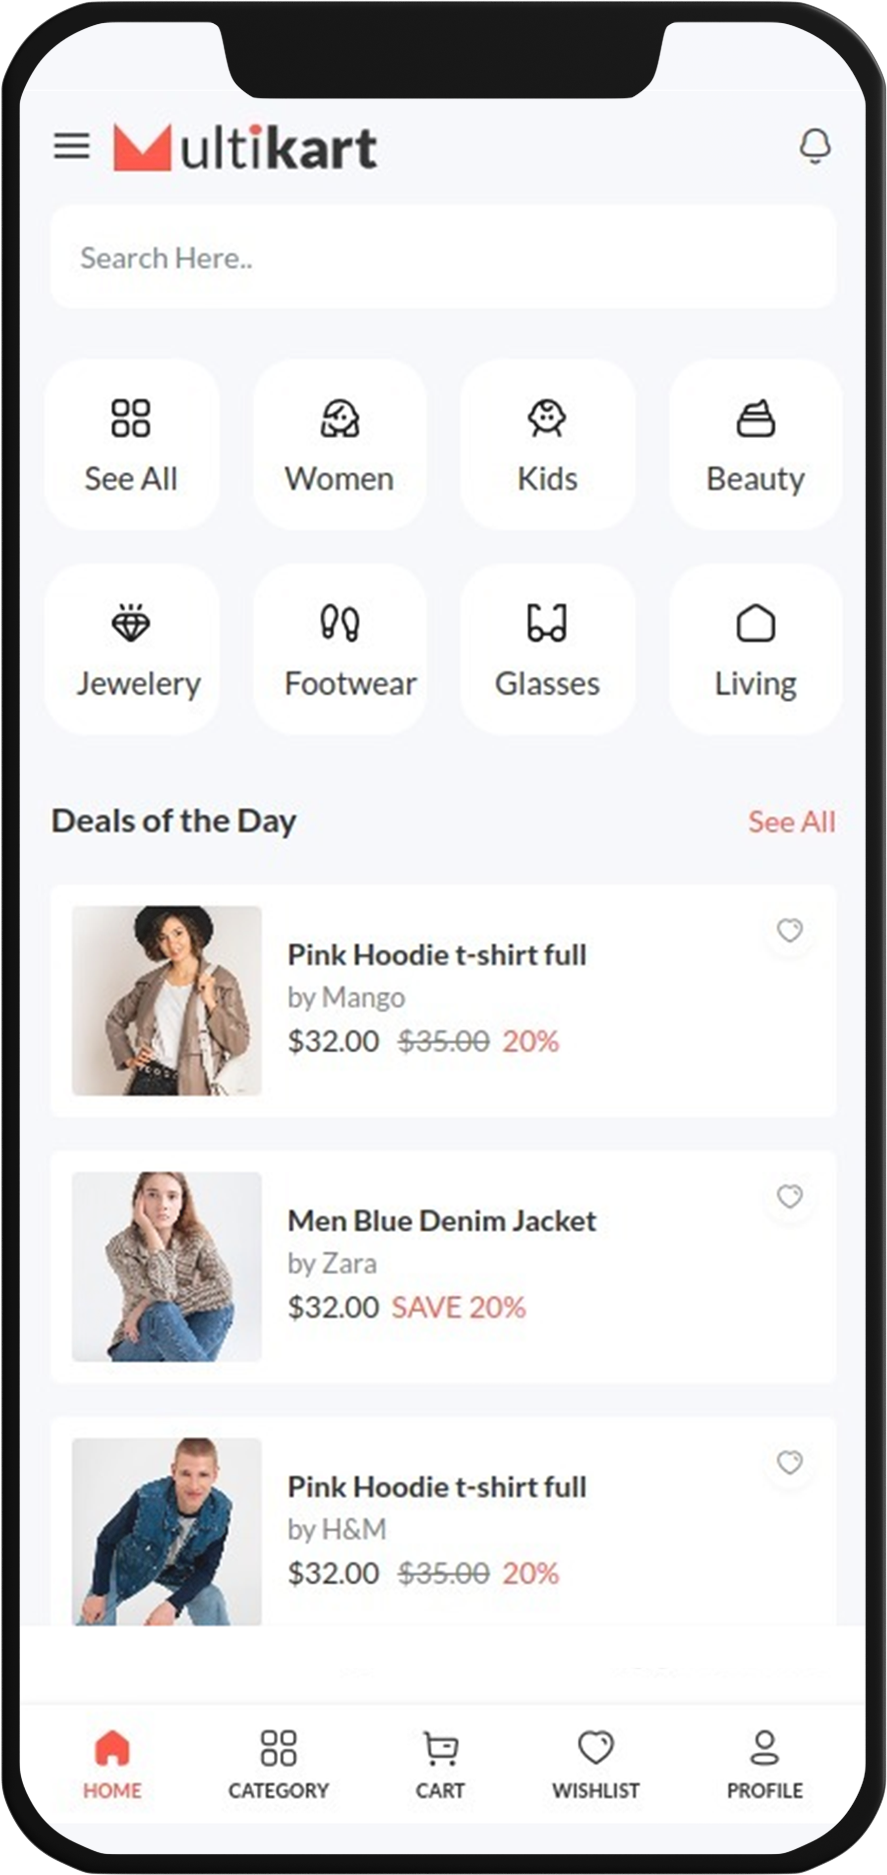 Multikart
Search Here..
See All
Women
Kids
Beauty
Jewelery
Footwear
Glasses
Living
Deals of the Day
See All
Pink Hoodie t-shirt full
by Mango
$32.00 $35.00 20%
Men Blue Denim Jacket
by Zara
$32.00 SAVE 20%
Pink Hoodie t-shirt full
by H&M
$32.00 $35.00 20%
HOME
CATEGORY
CART
WISHLIST
PROFILE